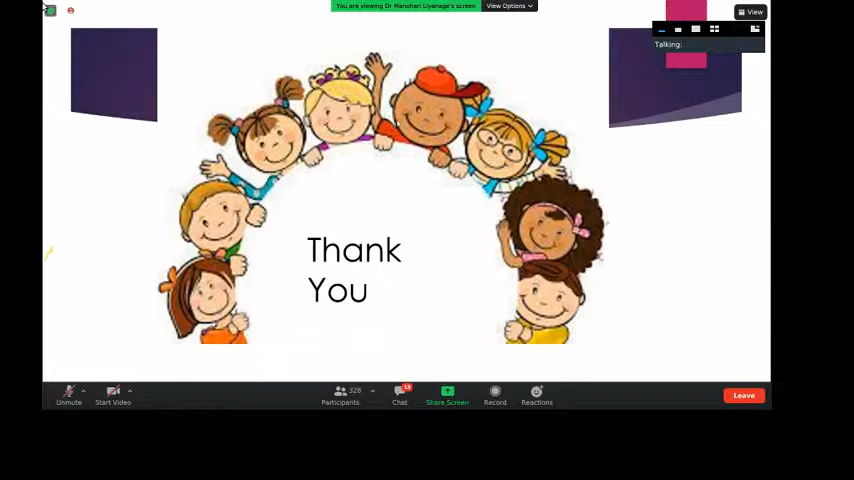 You are viewing Dr Manohari Liyanage's screen
View Options
View
Talking:
Thank
You
Unmute
Start Video
328
Participants
13
Chat
Share Screen
Record
Reactions
Leave